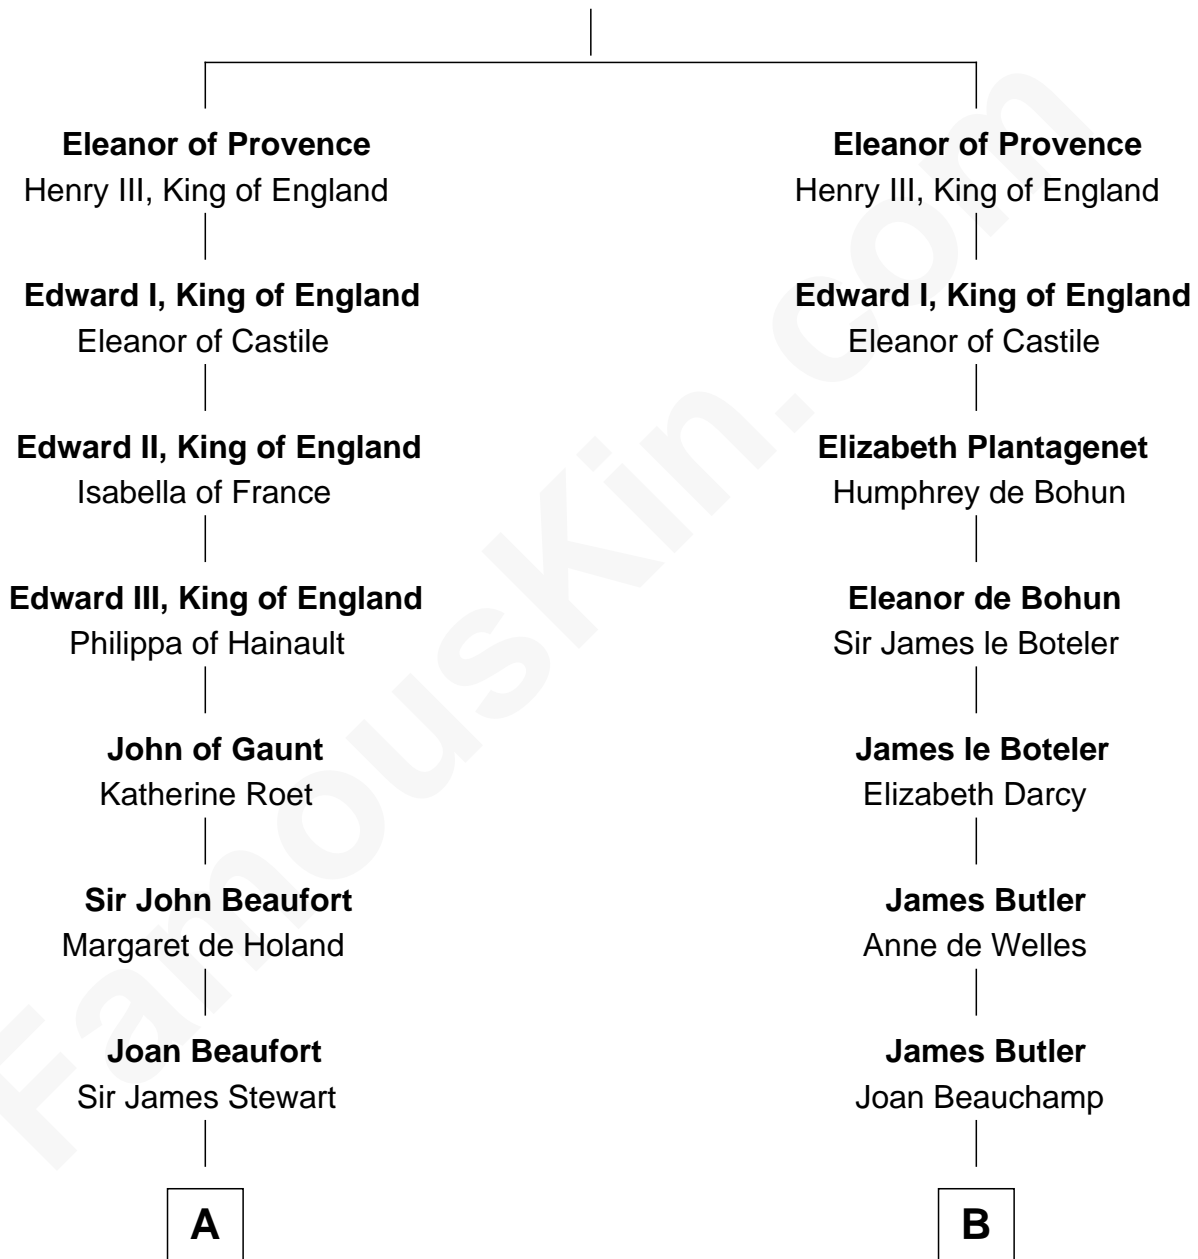 Eleanor of Provence
Henry III, King of England
Edward I, King of England
Eleanor of Castile
Edward II, King of England
Isabella of France
Edward III, King of England
Philippa of Hainault
John of Gaunt
Katherine Roet
Sir John Beaufort
Margaret de Holand
Joan Beaufort
Sir James Stewart
A
Eleanor of Provence
Henry III, King of England
Edward I, King of England
Eleanor of Castile
Elizabeth Plantagenet
Humphrey de Bohun
Eleanor de Bohun
Sir James le Boteler
James le Boteler
Elizabeth Darcy
James Butler
Anne de Welles
James Butler
Joan Beauchamp
B
FamousKin.com